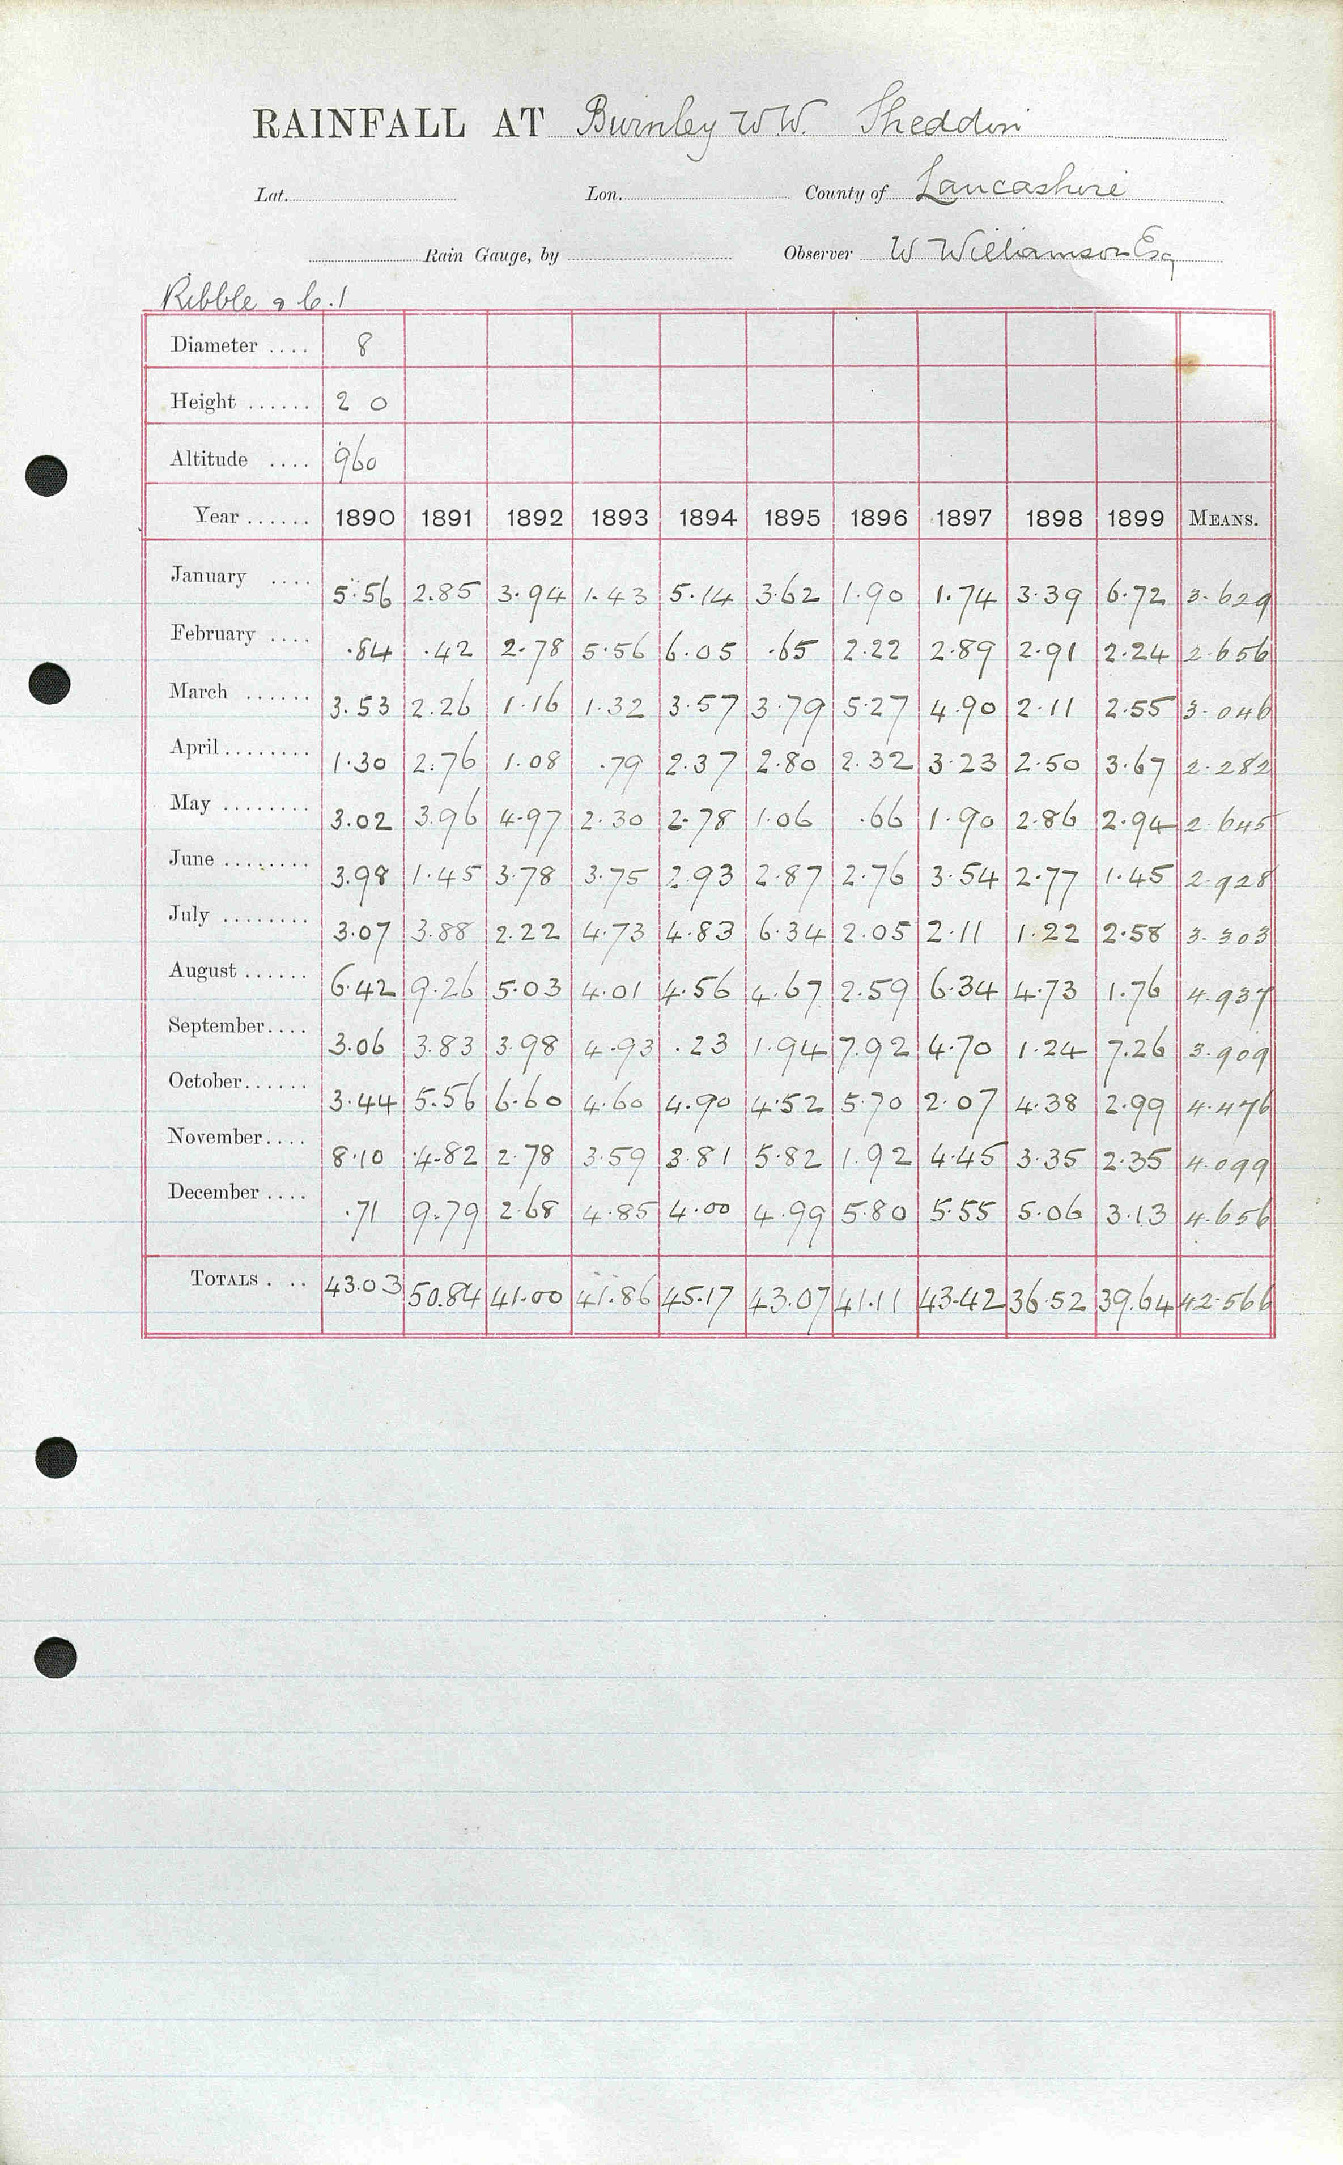 RAINFALL AT Burnley W.W. Sheddin
Lat. Lon. County of Lancashire
Rain Gauge, by Observer W Williamson Esq
Ribble 9 b.1
Diameter .... 8
Height ...... 2 0
Altitude .... 960
Year ...... 1890 1891 1892 1893 1894 1895 1896 1897 1898 1899 MEANS.
January .... 5.56 2.85 3.94 1.43 5.14 3.62 1.90 1.74 3.39 6.72 3.629
February .... .84 .42 2.78 5.56 6.05 .65 2.22 2.89 2.91 2.24 2.656
March ...... 3.53 2.26 1.16 1.32 3.57 3.79 5.27 4.90 2.11 2.55 3.046
April ........ 1.30 2.76 1.08 .79 2.37 2.80 2.32 3.23 2.50 3.67 2.282
May ........ 3.02 3.96 4.97 2.30 2.78 1.06 .66 1.90 2.86 2.94 2.645
June ........ 3.98 1.45 3.78 3.75 2.93 2.87 2.76 3.54 2.77 1.45 2.928
July ........ 3.07 3.88 2.22 4.73 4.83 6.34 2.05 2.11 1.22 2.58 3.303
August ...... 6.42 9.26 5.03 4.01 4.56 4.67 2.59 6.34 4.73 1.76 4.937
September .... 3.06 3.83 3.98 4.93 .23 1.94 7.92 4.70 1.24 7.26 3.909
October ...... 3.44 5.56 6.60 4.60 4.90 4.52 5.70 2.07 4.38 2.99 4.476
November .... 8.10 4.82 2.78 3.59 3.81 5.82 1.92 4.45 3.35 2.35 4.099
December .... .71 9.79 2.68 4.85 4.00 4.99 5.80 5.55 5.06 3.13 4.656
TOTALS . .. 43.03 50.84 41.00 41.86 45.17 43.07 41.11 43.42 36.52 39.64 42.566